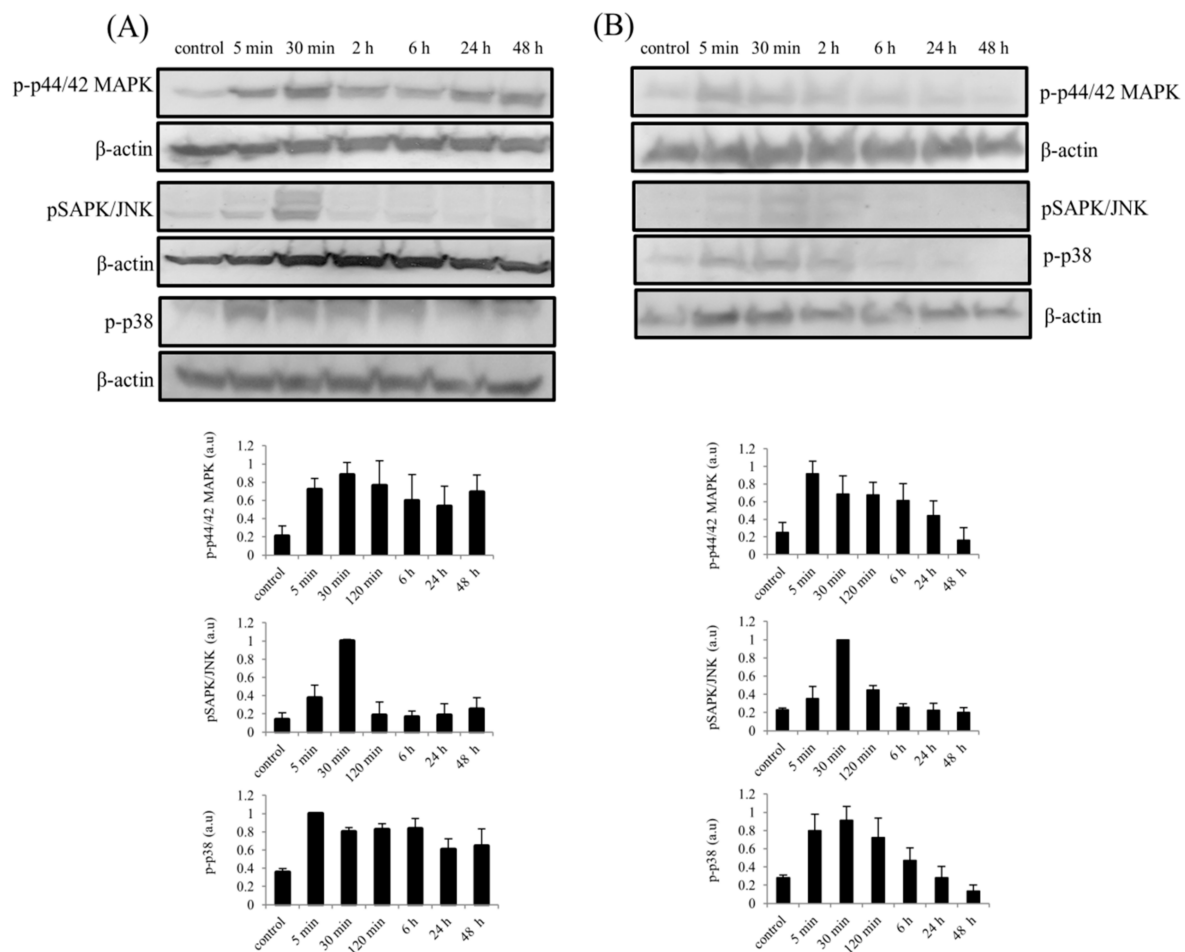 (A)
control 5 min 30 min 2 h 6 h 24 h 48 h
p-p44/42 MAPK
β-actin
pSAPK/JNK
β-actin
p-p38
β-actin
(B)
control 5 min 30 min 2 h 6 h 24 h 48 h
p-p44/42 MAPK
β-actin
pSAPK/JNK
p-p38
β-actin
p-p44/42 MAPK (a.u)
1.2
1
0.8
0.6
0.4
0.2
0
control 5 min 30 min 120 min 6 h 24 h 48 h
pSAPK/JNK (a.u)
1.2
1
0.8
0.6
0.4
0.2
0
control 5 min 30 min 120 min 6 h 24 h 48 h
p-p38 (a.u)
1.2
1
0.8
0.6
0.4
0.2
0
control 5 min 30 min 120 min 6 h 24 h 48 h
p-p44/42 MAPK (a.u)
1.2
1
0.8
0.6
0.4
0.2
0
control 5 min 30 min 120 min 6 h 24 h 48 h
pSAPK/JNK (a.u)
1.2
1
0.8
0.6
0.4
0.2
0
control 5 min 30 min 120 min 6 h 24 h 48 h
p-p38 (a.u)
1.2
1
0.8
0.6
0.4
0.2
0
control 5 min 30 min 120 min 6 h 24 h 48 h